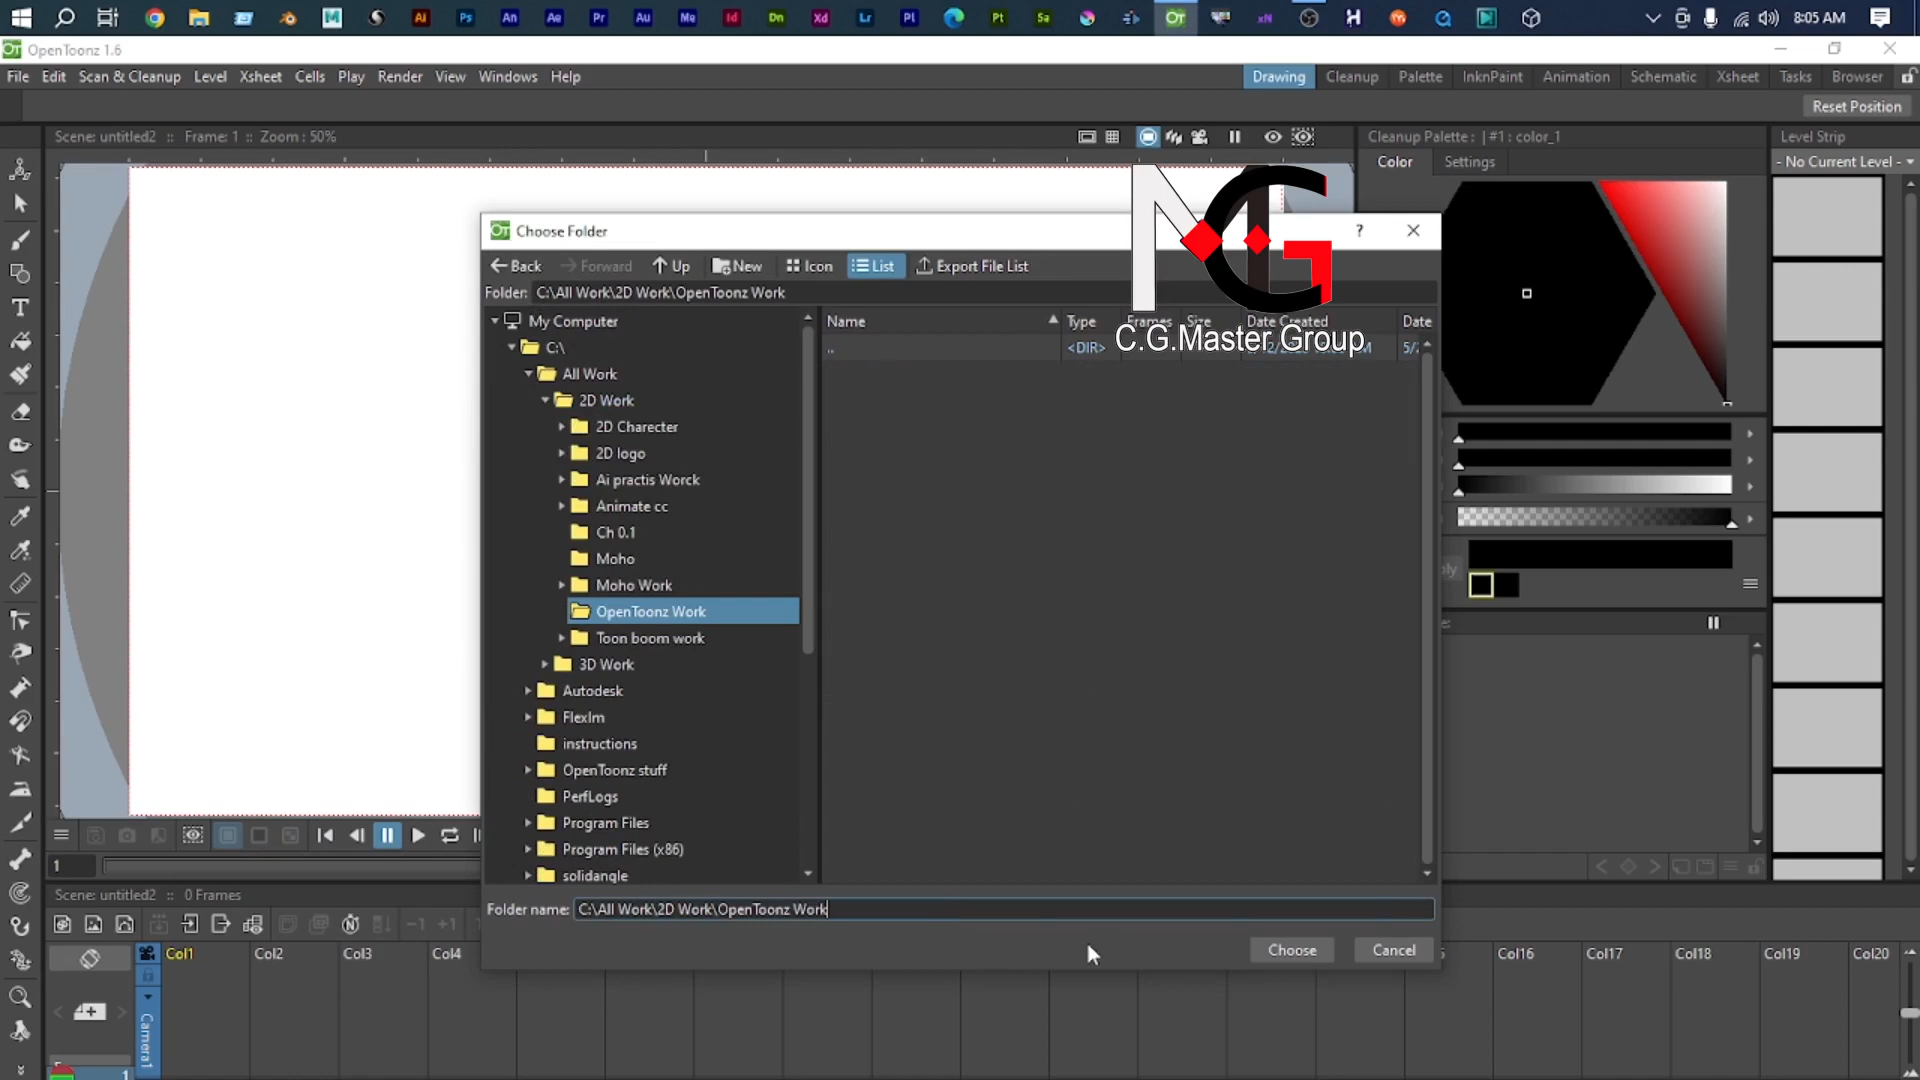 8:05 AM
OpenToonz 1.6
File Edit Scan & Cleanup Level Xsheet Cells Play Render View Windows Help
Drawing Cleanup Palette InknPaint Animation Schematic Xsheet Tasks Browser
Reset Position
Scene: untitled2 :: Frame: 1 :: Zoom : 50%
Cleanup Palette : | #1 : color_1
Level Strip
Color Settings
- No Current Level -
Choose Folder
Back Forward Up New Icon List Export File List
Folder: C:\All Work\2D Work\OpenToonz Work
My Computer
C:\
All Work
2D Work
2D Charecter
2D logo
Ai practis Worck
Animate cc
Ch 0.1
Moho
Moho Work
OpenToonz Work
Toon boom work
3D Work
Autodesk
Flexlm
instructions
OpenToonz stuff
PerfLogs
Program Files
Program Files (x86)
solidangle
Name Type Frames Size Date Created Date
.. <DIR>
MG
C.G.Master Group
Folder name: C:\All Work\2D Work\OpenToonz Work
Choose Cancel
1
Scene: untitled2 :: 0 Frames
Col1 Col2 Col3 Col4 Col16 Col17 Col18 Col19 Col20
Camera1
1